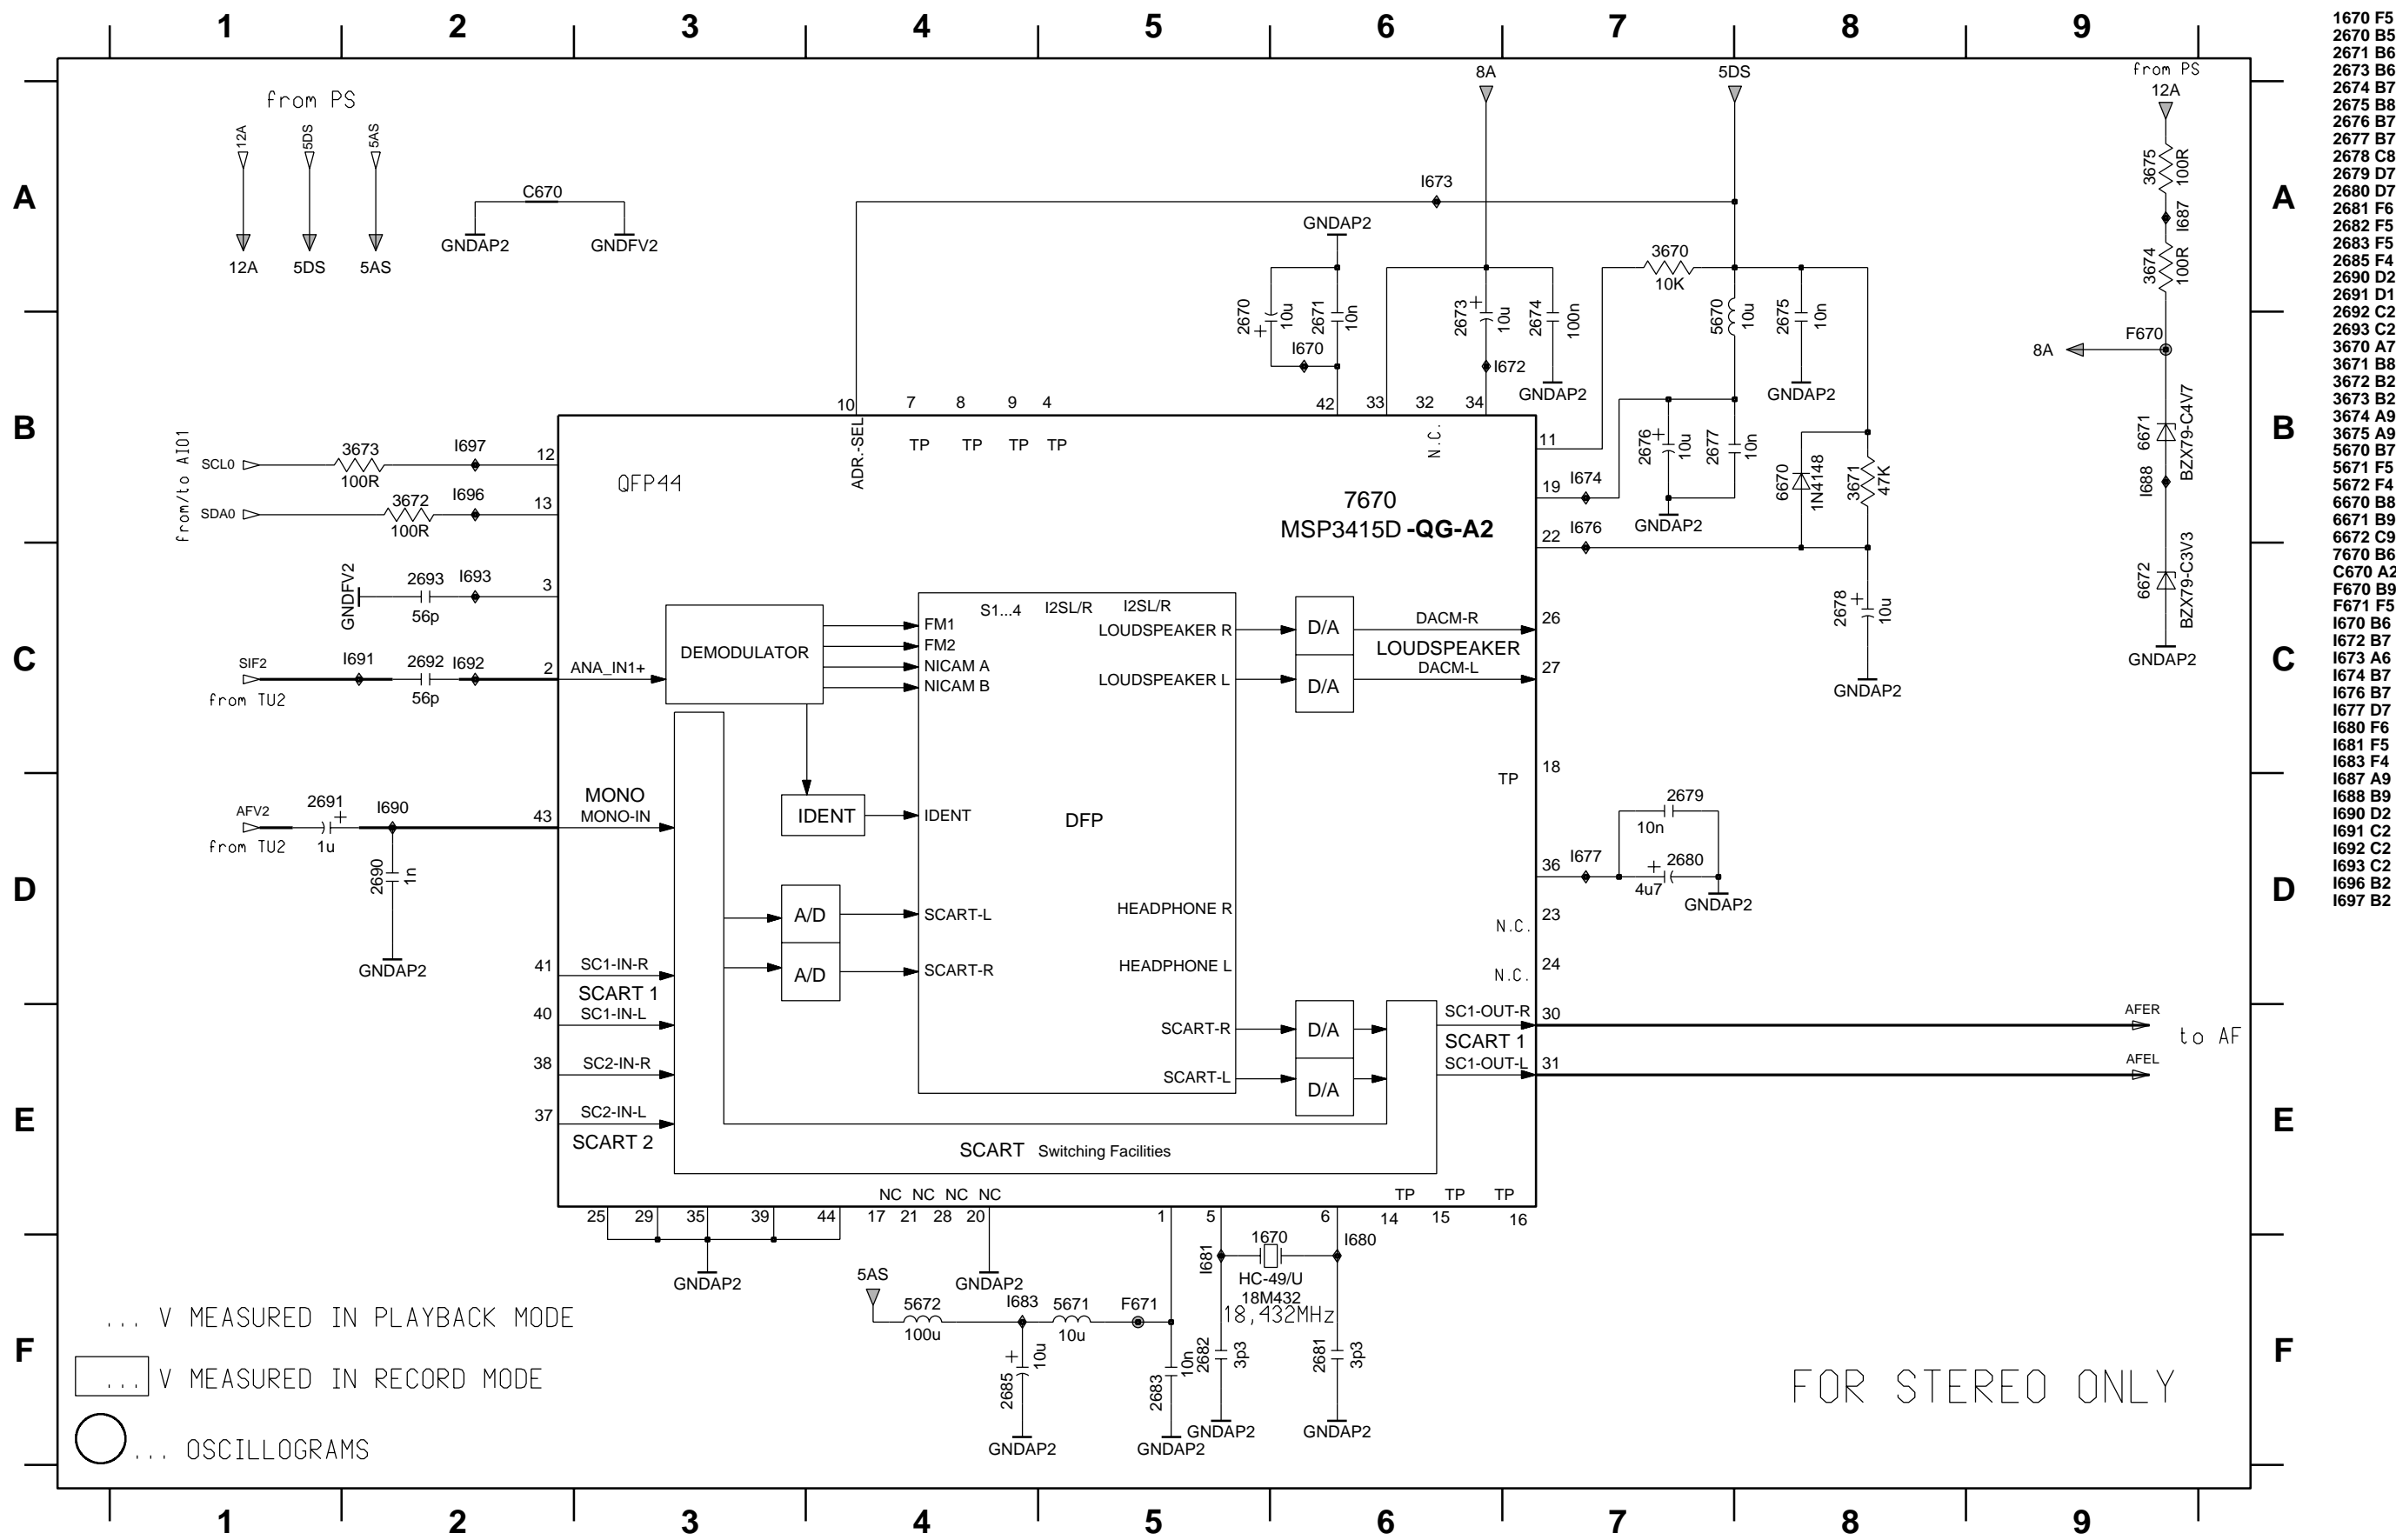 1 2 3 4 5 6 7 8 9
A
B
C
D
E
F
from PS
12A
5DS
5AS
12A 5DS 5AS
C670
GNDAP2
GNDFV2
8A
5DS
from PS
12A
3675
100R
I687
3674
100R
F670
8A
6671
BZX79-C4V7
I688
6672
BZX79-C3V3
GNDAP2
I673
GNDAP2
2670
10u
2671
10n
I670
2673
+
10u
2674
100n
I672
GNDAP2
3670
10K
5670
10u
2675
10n
GNDAP2
2676
+
10u
2677
10n
GNDAP2
6670
1N4148
3671
47K
2678
+
10u
GNDAP2
10 7 8 9 4 42 33 32 34
ADR.-SEL
TP TP TP TP
N.C.
from/to AIO1
SCL0
3673
100R
I697
12
SDA0
3672
100R
I696
13
QFP44
7670
MSP3415D -QG-A2
11
19
I674
22
I676
GNDFV2
2693
56p
I693
3
SIF2
from TU2
I691
2692
56p
I692
2
ANA_IN1+
DEMODULATOR
FM1
FM2
NICAM A
NICAM B
S1...4
I2SL/R
I2SL/R
LOUDSPEAKER R
LOUDSPEAKER L
D/A
D/A
DACM-R
LOUDSPEAKER
DACM-L
26
27
18
TP
AFV2
from TU2
2691
+
1u
I690
43
MONO
MONO-IN
2690
1n
GNDAP2
IDENT
IDENT
DFP
2679
10n
36
I677
+
2680
4u7
GNDAP2
A/D
SCART-L
A/D
SCART-R
HEADPHONE R
HEADPHONE L
N.C.
23
N.C.
24
41
SC1-IN-R
SCART 1
40
SC1-IN-L
38
SC2-IN-R
37
SC2-IN-L
SCART 2
SCART-R
SCART-L
D/A
D/A
SC1-OUT-R
SCART 1
SC1-OUT-L
30
31
AFER
AFEL
to AF
SCART Switching Facilities
NC NC NC NC
TP TP TP
25 29 35 39 44 17 21 28 20 1 5 6 14 15 16
GNDAP2
GNDAP2
5AS
5672
100u
I683
5671
10u
F671
2685
+
10u
GNDAP2
2683
10n
GNDAP2
I681
1670
I680
HC-49/U
18M432
18,432MHz
2682
3p3
GNDAP2
2681
3p3
GNDAP2
... V MEASURED IN PLAYBACK MODE
... V MEASURED IN RECORD MODE
... OSCILLOGRAMS
FOR STEREO ONLY
A
B
C
D
E
F
1 2 3 4 5 6 7 8 9
1670 F5
2670 B5
2671 B6
2673 B6
2674 B7
2675 B8
2676 B7
2677 B7
2678 C8
2679 D7
2680 D7
2681 F6
2682 F5
2683 F5
2685 F4
2690 D2
2691 D1
2692 C2
2693 C2
3670 A7
3671 B8
3672 B2
3673 B2
3674 A9
3675 A9
5670 B7
5671 F5
5672 F4
6670 B8
6671 B9
6672 C9
7670 B6
C670 A2
F670 B9
F671 F5
I670 B6
I672 B7
I673 A6
I674 B7
I676 B7
I677 D7
I680 F6
I681 F5
I683 F4
I687 A9
I688 B9
I690 D2
I691 C2
I692 C2
I693 C2
I696 B2
I697 B2